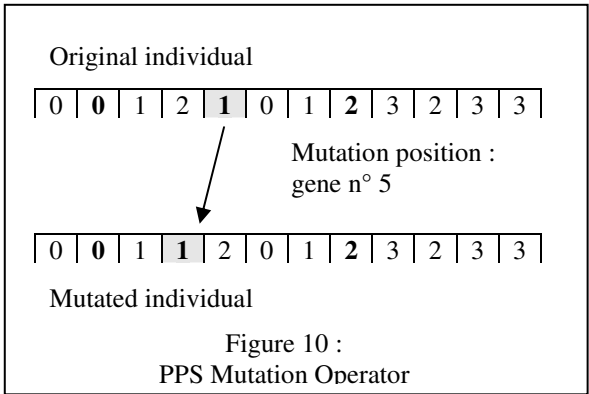 Original individual
0 0 1 2 1 0 1 2 3 2 3 3
Mutation position :
gene n° 5
0 0 1 1 2 0 1 2 3 2 3 3
Mutated individual
Figure 10 :
PPS Mutation Operator